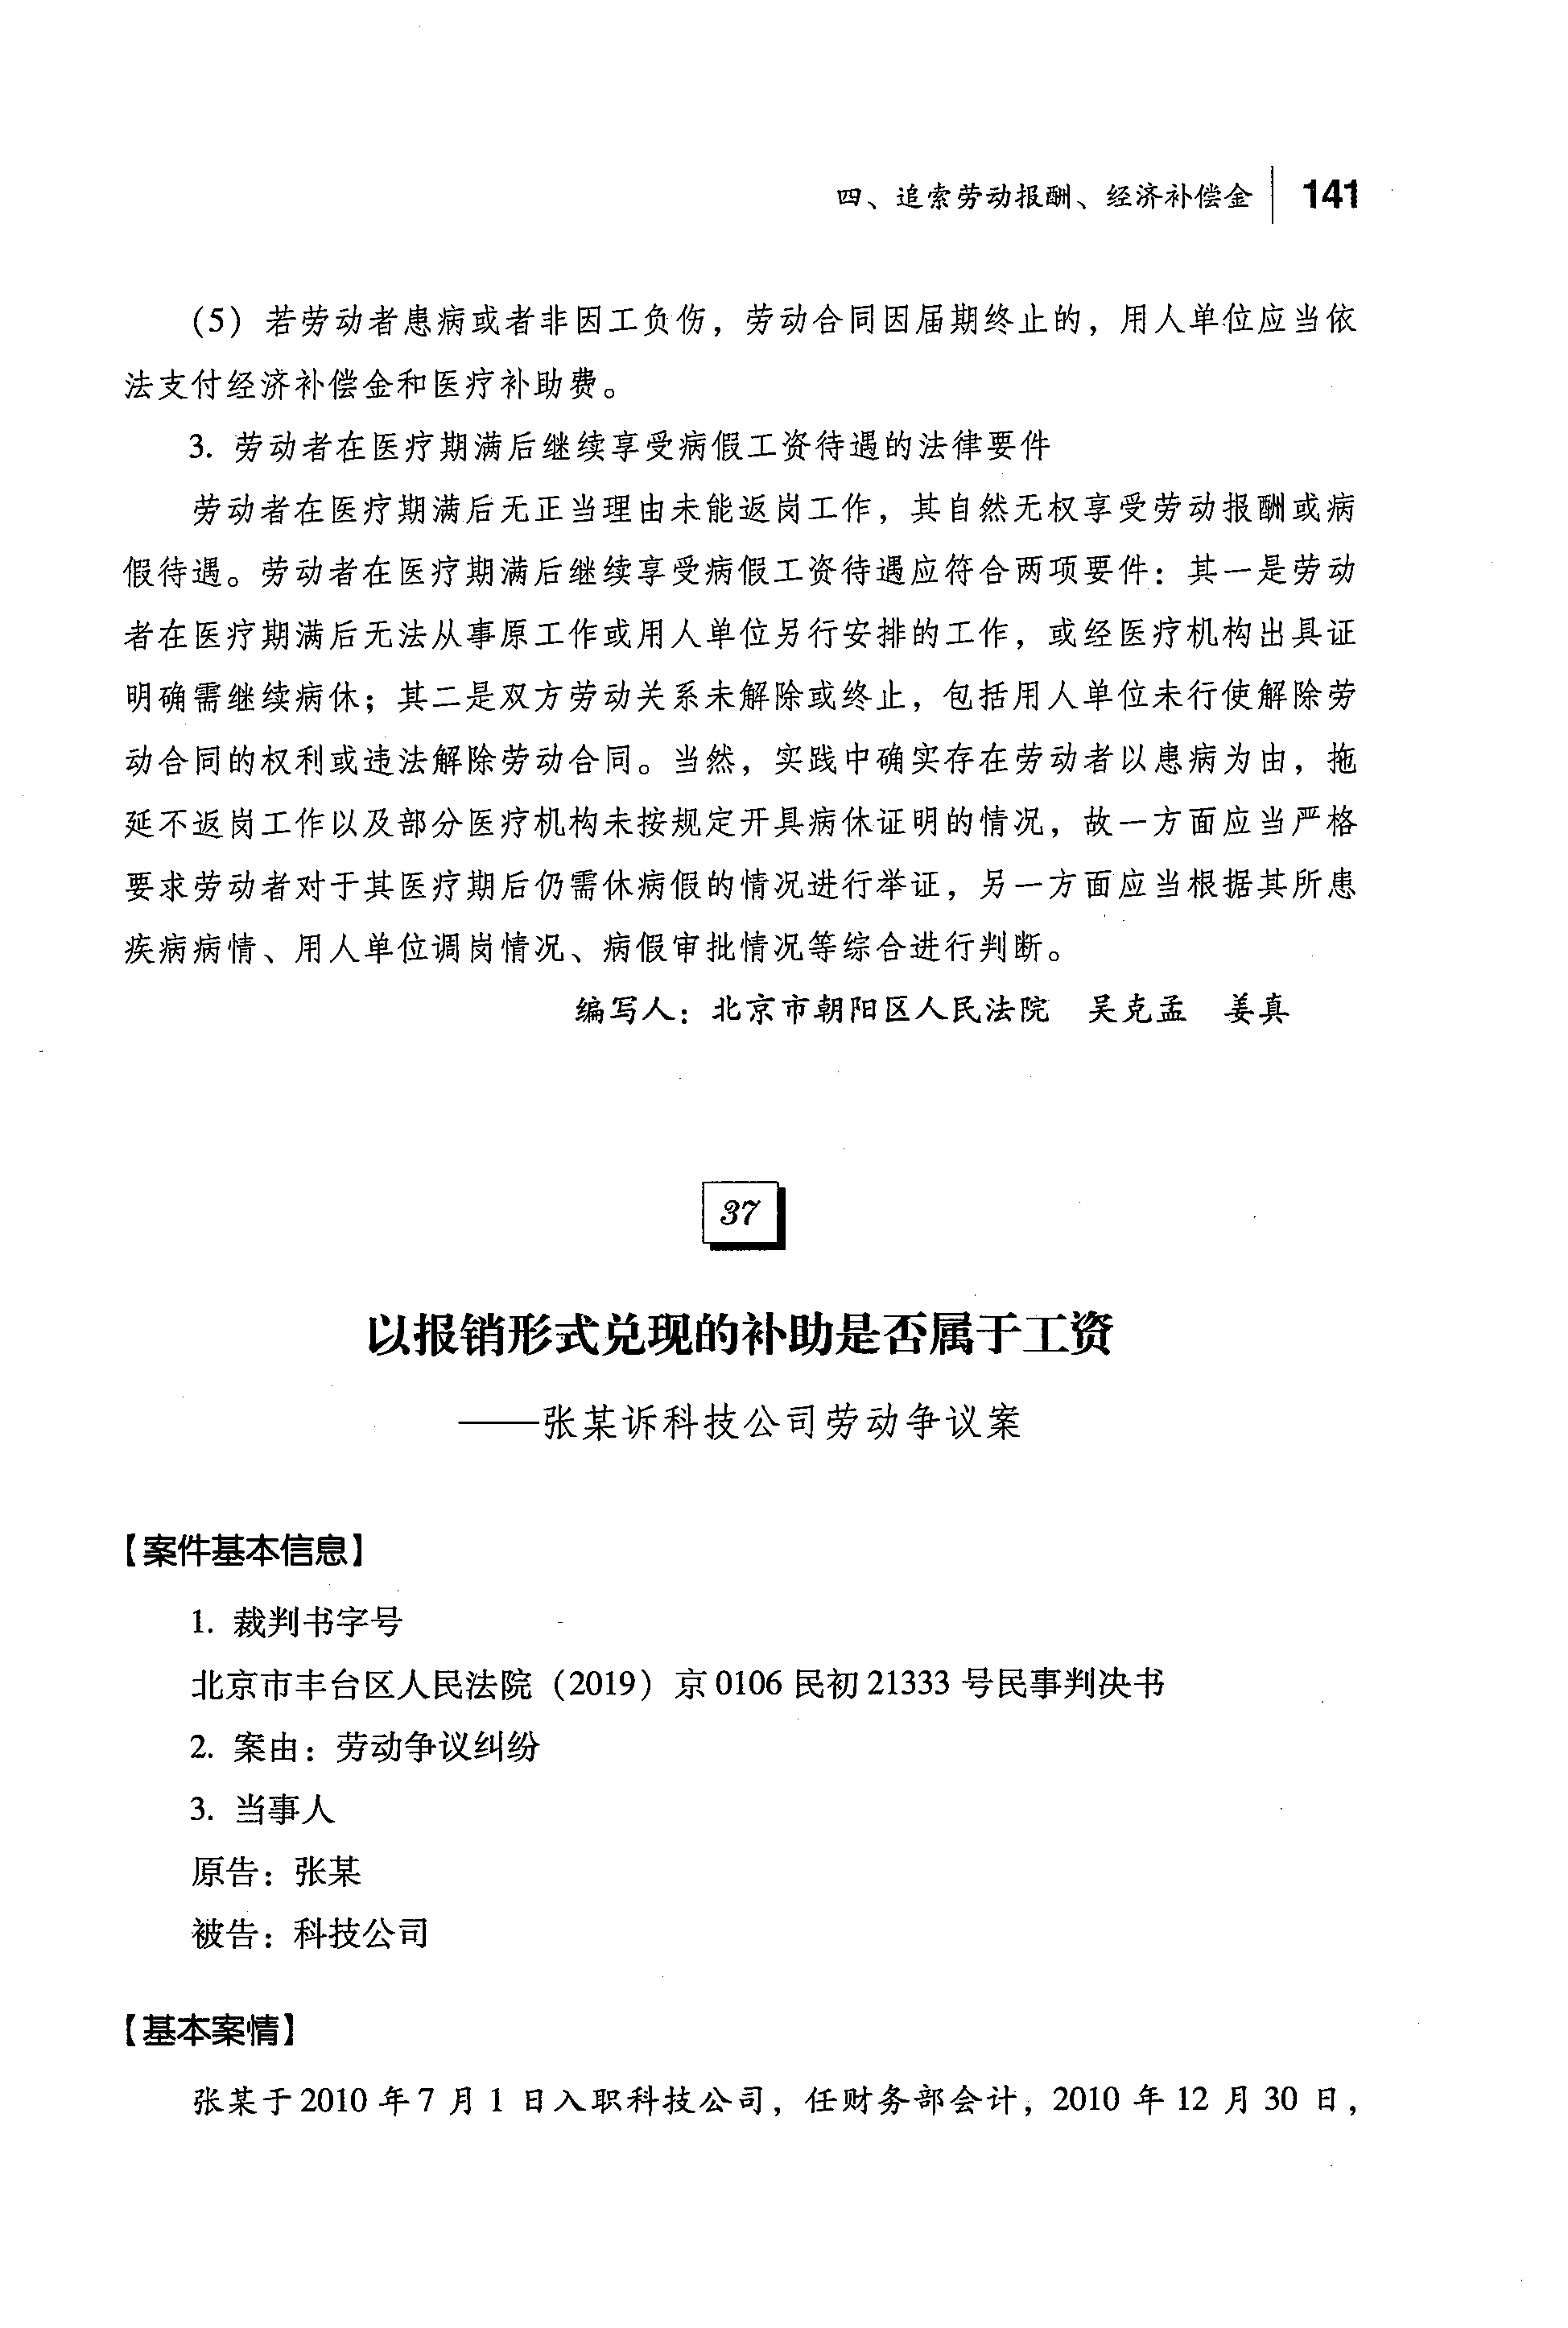 四、追索劳动报酬、经济补偿金 141
(5) 若劳动者患病或者非因工负伤，劳动合同因届期终止的，用人单位应当依
法支付经济补偿金和医疗补助费。
3. 劳动者在医疗期满后继续享受病假工资待遇的法律要件
劳动者在医疗期满后无正当理由未能返岗工作，其自然无权享受劳动报酬或病
假待遇。劳动者在医疗期满后继续享受病假工资待遇应符合两项要件：其一是劳动
者在医疗期满后无法从事原工作或用人单位另行安排的工作，或经医疗机构出具证
明确需继续病休；其二是双方劳动关系未解除或终止，包括用人单位未行使解除劳
动合同的权利或违法解除劳动合同。当然，实践中确实存在劳动者以患病为由，拖
延不返岗工作以及部分医疗机构未按规定开具病休证明的情况，故一方面应当严格
要求劳动者对于其医疗期后仍需休病假的情况进行举证，另一方面应当根据其所患
疾病病情、用人单位调岗情况、病假审批情况等综合进行判断。
编写人：北京市朝阳区人民法院 吴克孟 姜真
37
以报销形式兑现的补助是否属于工资
——张某诉科技公司劳动争议案
【案件基本信息】
1. 裁判书字号
北京市丰台区人民法院（2019）京0106民初21333号民事判决书
2. 案由：劳动争议纠纷
3. 当事人
原告：张某
被告：科技公司
【基本案情】
张某于2010年7月1日入职科技公司，任财务部会计，2010年12月30日，